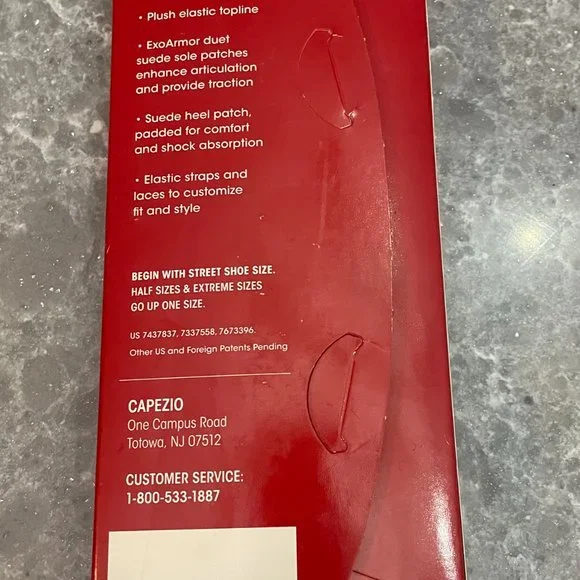 • Plush elastic topline
• ExoArmor duet
suede sole patches
enhance articulation
and provide traction
• Suede heel patch,
padded for comfort
and shock absorption
• Elastic straps and
laces to customize
fit and style
BEGIN WITH STREET SHOE SIZE.
HALF SIZES & EXTREME SIZES
GO UP ONE SIZE.
US 7437837, 7337558, 7673396.
Other US and Foreign Patents Pending
CAPEZIO
One Campus Road
Totowa, NJ 07512
CUSTOMER SERVICE:
1-800-533-1887